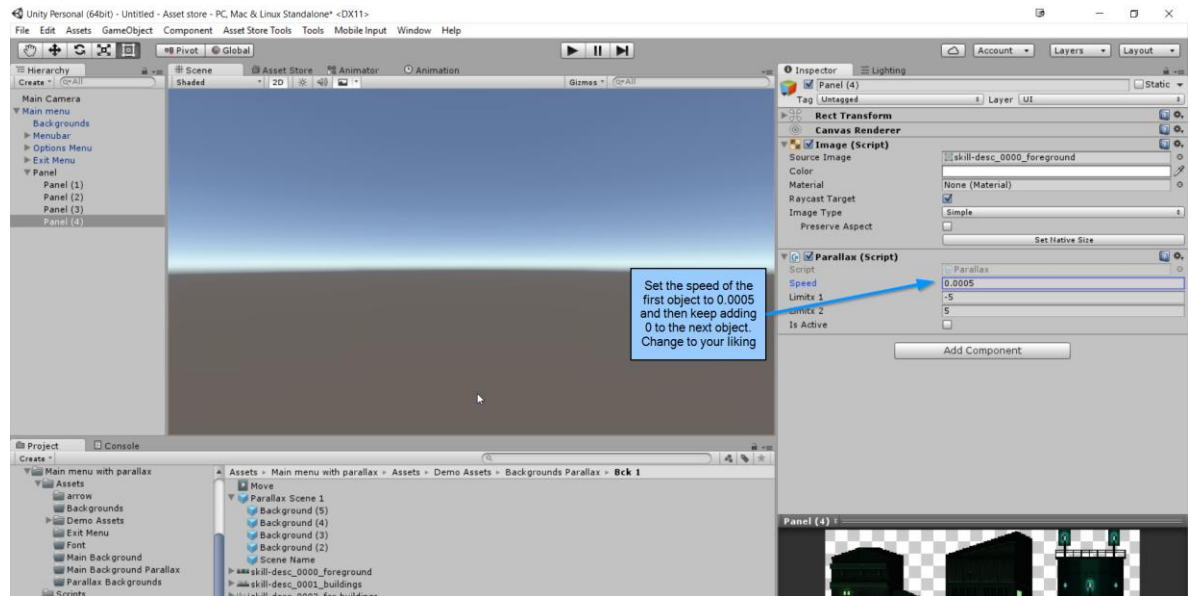 Unity Personal (64bit) - Untitled - Asset store - PC, Mac & Linux Standalone* <DX11>
File Edit Assets GameObject Component Asset Store Tools Tools Mobile Input Window Help
Pivot Global Account Layers Layout
Hierarchy
Create All
Main Camera
Main menu
Backgrounds
Menubar
Options Menu
Exit Menu
Panel
Panel (1)
Panel (2)
Panel (3)
Panel (4)
Scene Asset Store Animator Animation
Shaded 2D Gizmos All
Set the speed of the
first object to 0.0005
and then keep adding
0 to the next object.
Change to your liking
Inspector Lighting
Panel (4) Static
Tag Untagged Layer UI
Rect Transform
Canvas Renderer
Image (Script)
Source Image skill-desc_0000_foreground
Color
Material None (Material)
Raycast Target
Image Type Simple
Preserve Aspect
Set Native Size
Parallax (Script)
Script Parallax
Speed 0.0005
Limitx 1 -5
Limitx 2 5
Is Active
Add Component
Project Console
Create
Main menu with parallax
Assets
arrow
Backgrounds
Demo Assets
Exit Menu
Font
Main Background
Main Background Parallax
Parallax Backgrounds
Scripts
Assets Main menu with parallax Assets Demo Assets Backgrounds Parallax Bck 1
Move
Parallax Scene 1
Background (5)
Background (4)
Background (3)
Background (2)
Scene Name
skill-desc_0000_foreground
skill-desc_0001_buildings
Panel (4)